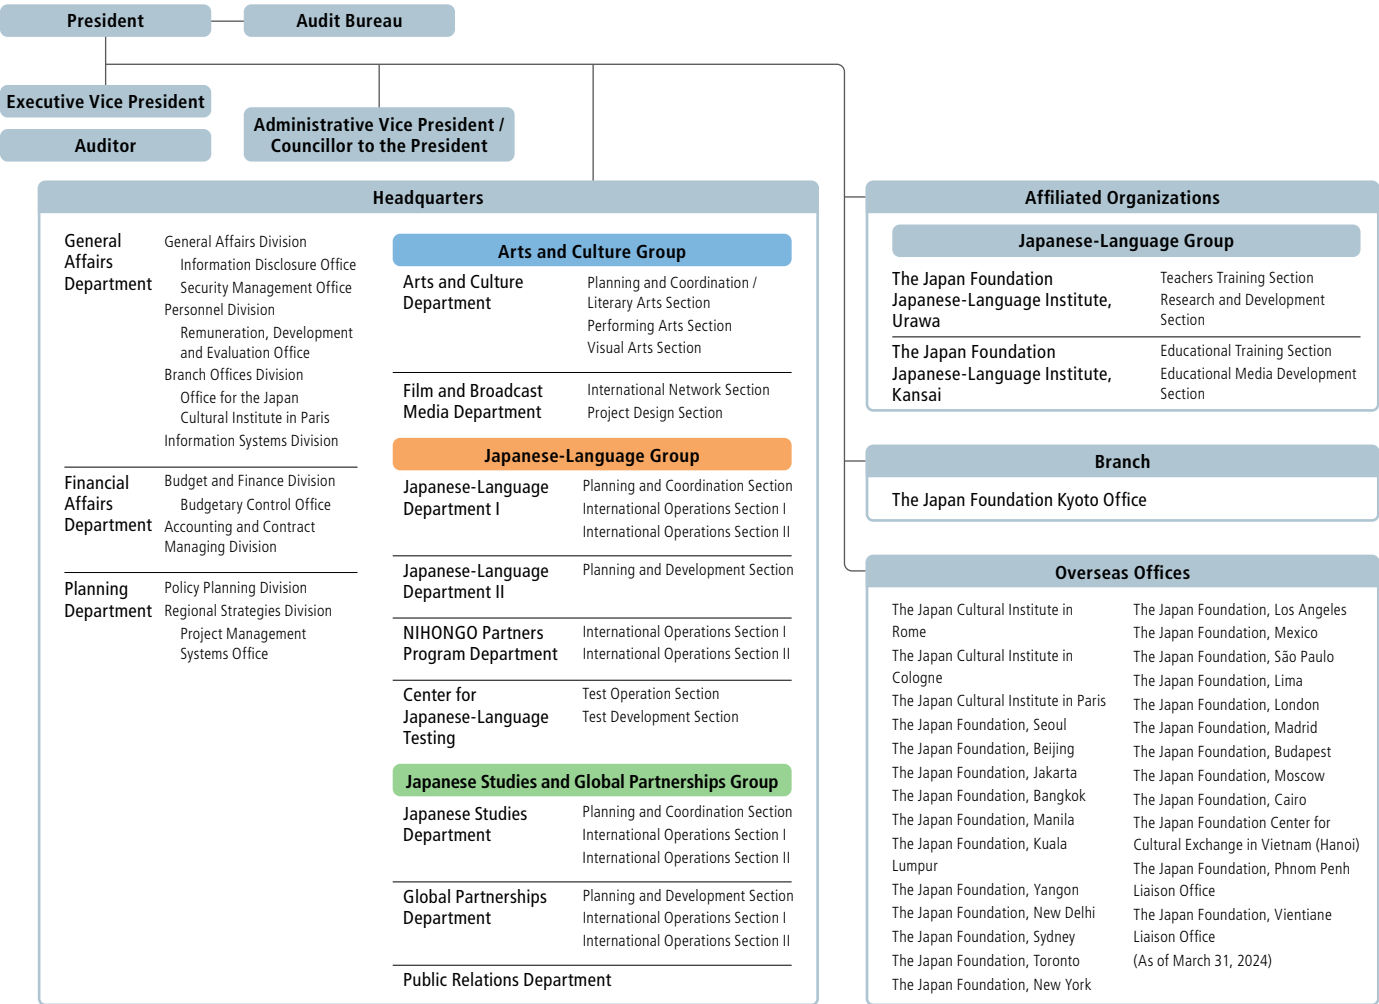 President
Audit Bureau
Executive Vice President
Auditor
Administrative Vice President /
Councillor to the President
Headquarters
General
Affairs
Department
General Affairs Division
Information Disclosure Office
Security Management Office
Personnel Division
Remuneration, Development
and Evaluation Office
Branch Offices Division
Office for the Japan
Cultural Institute in Paris
Information Systems Division
Financial
Affairs
Department
Budget and Finance Division
Budgetary Control Office
Accounting and Contract
Managing Division
Planning
Department
Policy Planning Division
Regional Strategies Division
Project Management
Systems Office
Arts and Culture Group
Arts and Culture
Department
Planning and Coordination /
Literary Arts Section
Performing Arts Section
Visual Arts Section
Film and Broadcast
Media Department
International Network Section
Project Design Section
Japanese-Language Group
Japanese-Language
Department I
Planning and Coordination Section
International Operations Section I
International Operations Section II
Japanese-Language
Department II
Planning and Development Section
NIHONGO Partners
Program Department
International Operations Section I
International Operations Section II
Center for
Japanese-Language
Testing
Test Operation Section
Test Development Section
Japanese Studies and Global Partnerships Group
Japanese Studies
Department
Planning and Coordination Section
International Operations Section I
International Operations Section II
Global Partnerships
Department
Planning and Development Section
International Operations Section I
International Operations Section II
Public Relations Department
Affiliated Organizations
Japanese-Language Group
The Japan Foundation
Japanese-Language Institute,
Urawa
Teachers Training Section
Research and Development
Section
The Japan Foundation
Japanese-Language Institute,
Kansai
Educational Training Section
Educational Media Development
Section
Branch
The Japan Foundation Kyoto Office
Overseas Offices
The Japan Cultural Institute in
Rome
The Japan Cultural Institute in
Cologne
The Japan Cultural Institute in Paris
The Japan Foundation, Seoul
The Japan Foundation, Beijing
The Japan Foundation, Jakarta
The Japan Foundation, Bangkok
The Japan Foundation, Manila
The Japan Foundation, Kuala
Lumpur
The Japan Foundation, Yangon
The Japan Foundation, New Delhi
The Japan Foundation, Sydney
The Japan Foundation, Toronto
The Japan Foundation, New York
The Japan Foundation, Los Angeles
The Japan Foundation, Mexico
The Japan Foundation, São Paulo
The Japan Foundation, Lima
The Japan Foundation, London
The Japan Foundation, Madrid
The Japan Foundation, Budapest
The Japan Foundation, Moscow
The Japan Foundation, Cairo
The Japan Foundation Center for
Cultural Exchange in Vietnam (Hanoi)
The Japan Foundation, Phnom Penh
Liaison Office
The Japan Foundation, Vientiane
Liaison Office
(As of March 31, 2024)